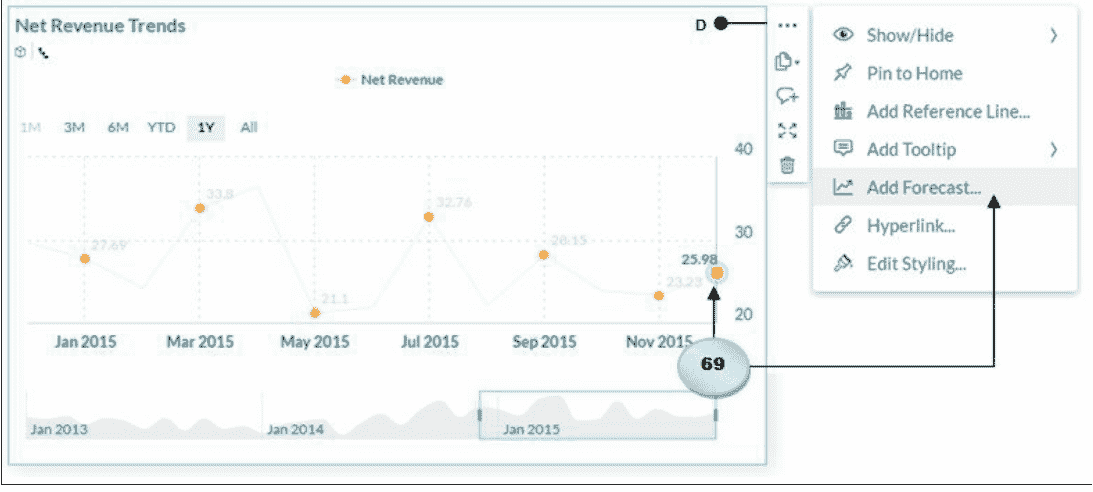 Net Revenue Trends
D
Net Revenue
1M 3M 6M YTD 1Y All
40
33.8
32.76
30
27.69
28.15
25.98
23.23
21.1
20
Jan 2015 Mar 2015 May 2015 Jul 2015 Sep 2015 Nov 2015
69
Jan 2013 Jan 2014 Jan 2015
Show/Hide
Pin to Home
Add Reference Line...
Add Tooltip
Add Forecast...
Hyperlink...
Edit Styling...